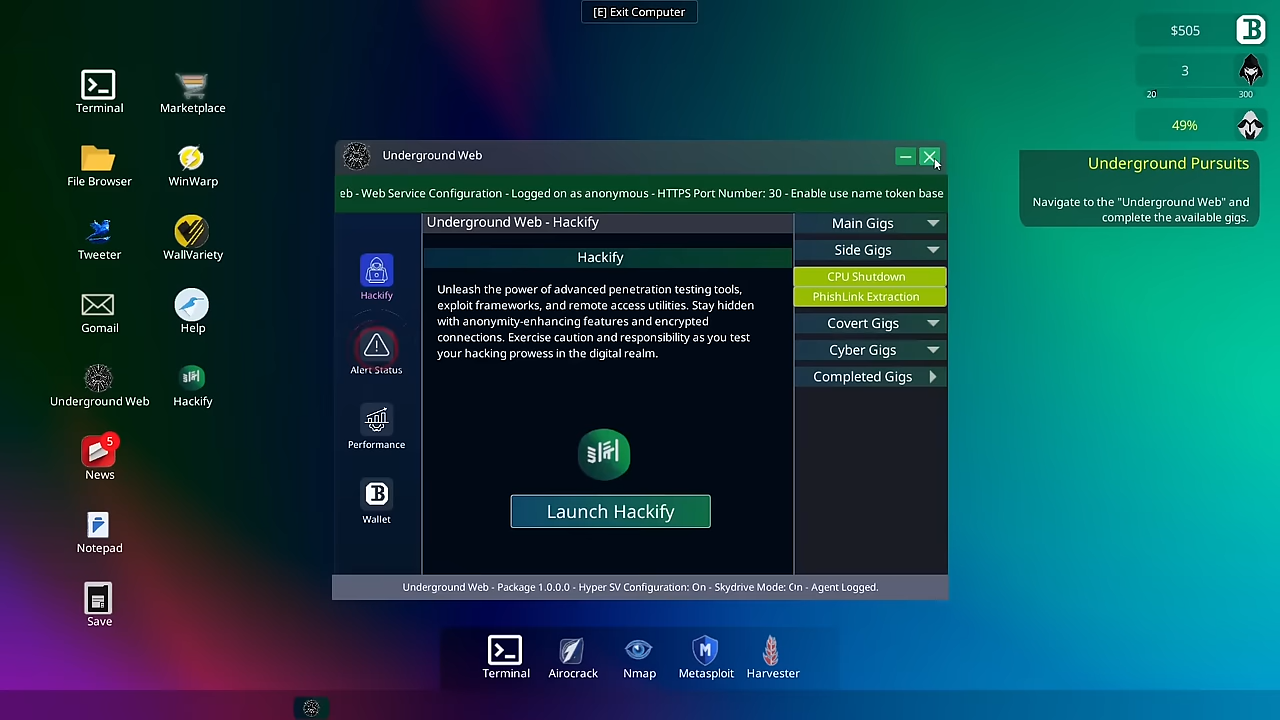 [E] Exit Computer
$505
B
3
20
300
49%
Underground Pursuits
Navigate to the "Underground Web" and
complete the available gigs.
Terminal
Marketplace
File Browser
WinWarp
Tweeter
WallVariety
Gomail
Help
Underground Web
Hackify
5
News
Notepad
Save
Underground Web
eb - Web Service Configuration - Logged on as anonymous - HTTPS Port Number: 30 - Enable use name token base
Hackify
Alert Status
Performance
B
Wallet
Underground Web - Hackify
Hackify
Unleash the power of advanced penetration testing tools,
exploit frameworks, and remote access utilities. Stay hidden
with anonymity-enhancing features and encrypted
connections. Exercise caution and responsibility as you test
your hacking prowess in the digital realm.
Launch Hackify
Main Gigs
Side Gigs
CPU Shutdown
PhishLink Extraction
Covert Gigs
Cyber Gigs
Completed Gigs
Underground Web - Package 1.0.0.0 - Hyper SV Configuration: On - Skydrive Mode: On - Agent Logged.
Terminal
Airocrack
Nmap
M
Metasploit
Harvester